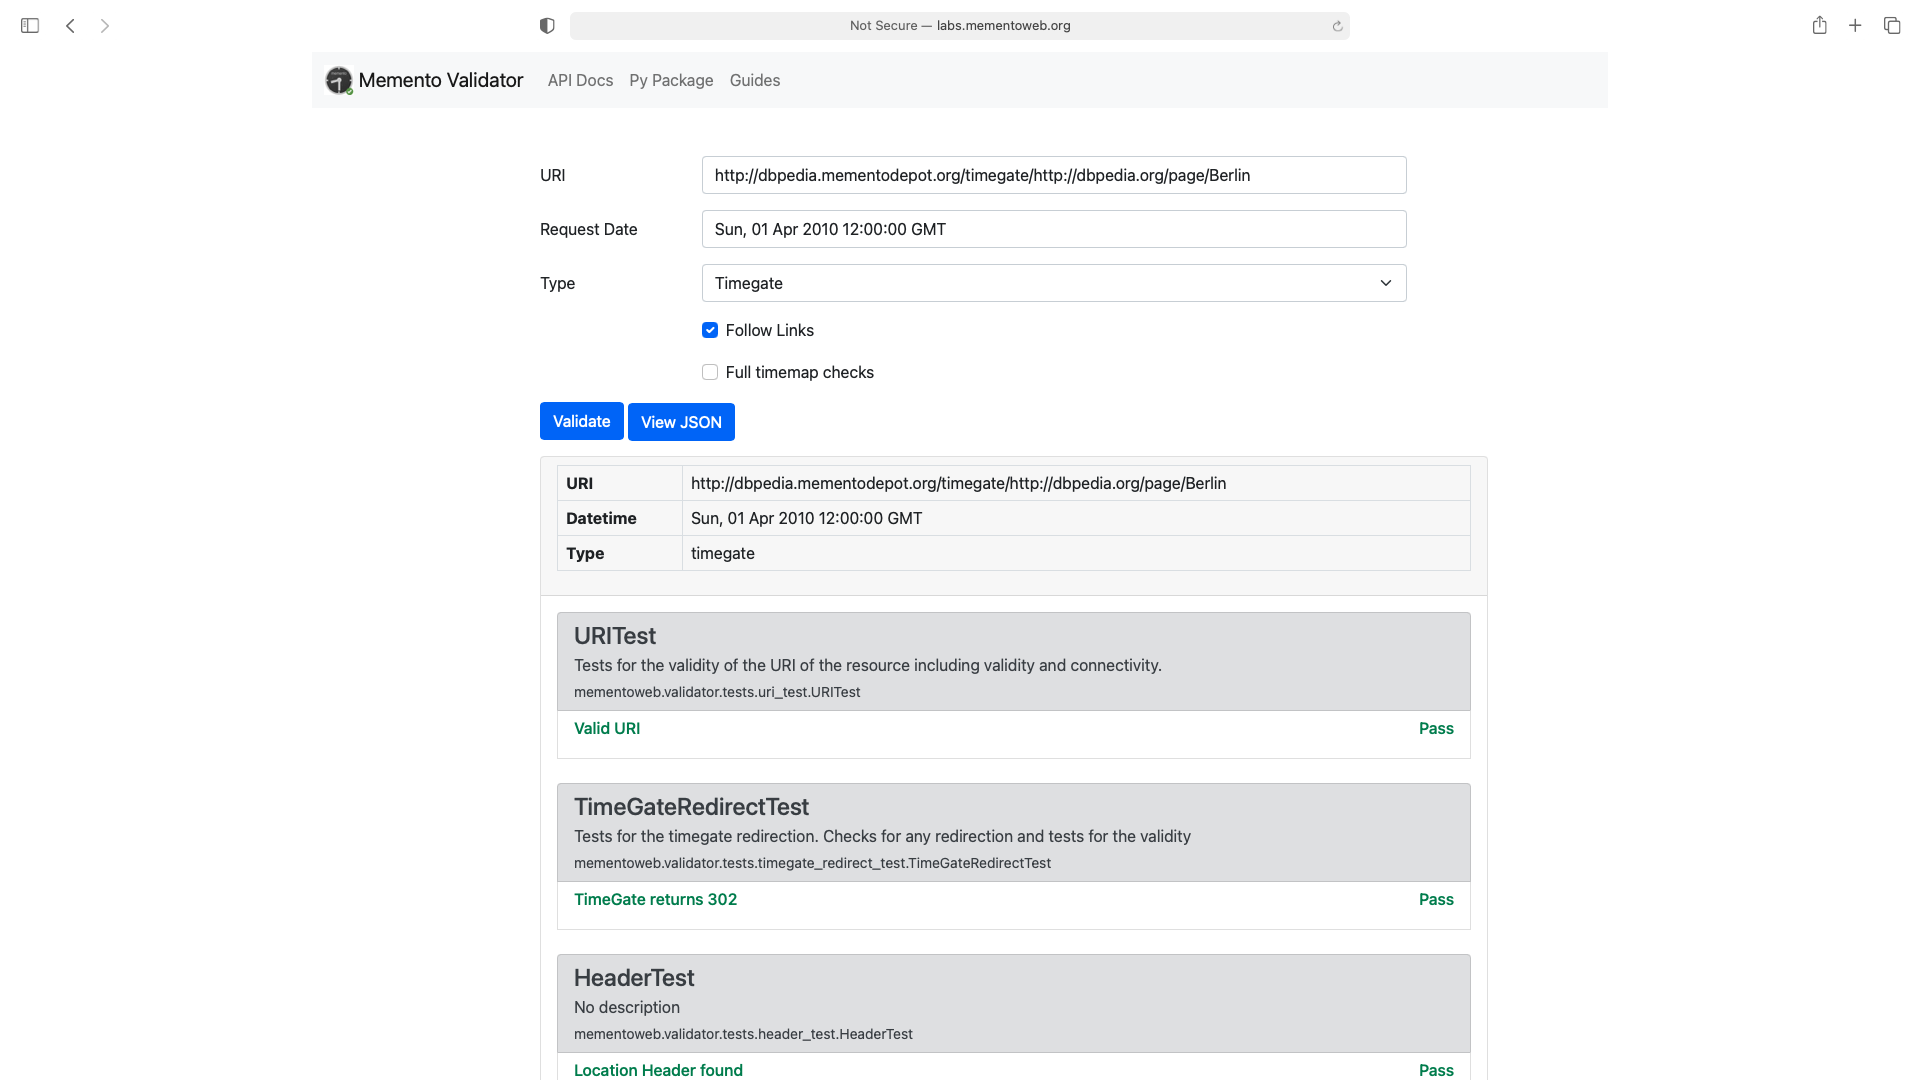 Not Secure — labs.mementoweb.org
Memento Validator API Docs Py Package Guides
URI http://dbpedia.mementodepot.org/timegate/http://dbpedia.org/page/Berlin
Request Date Sun, 01 Apr 2010 12:00:00 GMT
Type Timegate
Follow Links
Full timemap checks
Validate View JSON
URI http://dbpedia.mementodepot.org/timegate/http://dbpedia.org/page/Berlin
Datetime Sun, 01 Apr 2010 12:00:00 GMT
Type timegate
URITest
Tests for the validity of the URI of the resource including validity and connectivity.
mementoweb.validator.tests.uri_test.URITest
Valid URI Pass
TimeGateRedirectTest
Tests for the timegate redirection. Checks for any redirection and tests for the validity
mementoweb.validator.tests.timegate_redirect_test.TimeGateRedirectTest
TimeGate returns 302 Pass
HeaderTest
No description
mementoweb.validator.tests.header_test.HeaderTest
Location Header found Pass